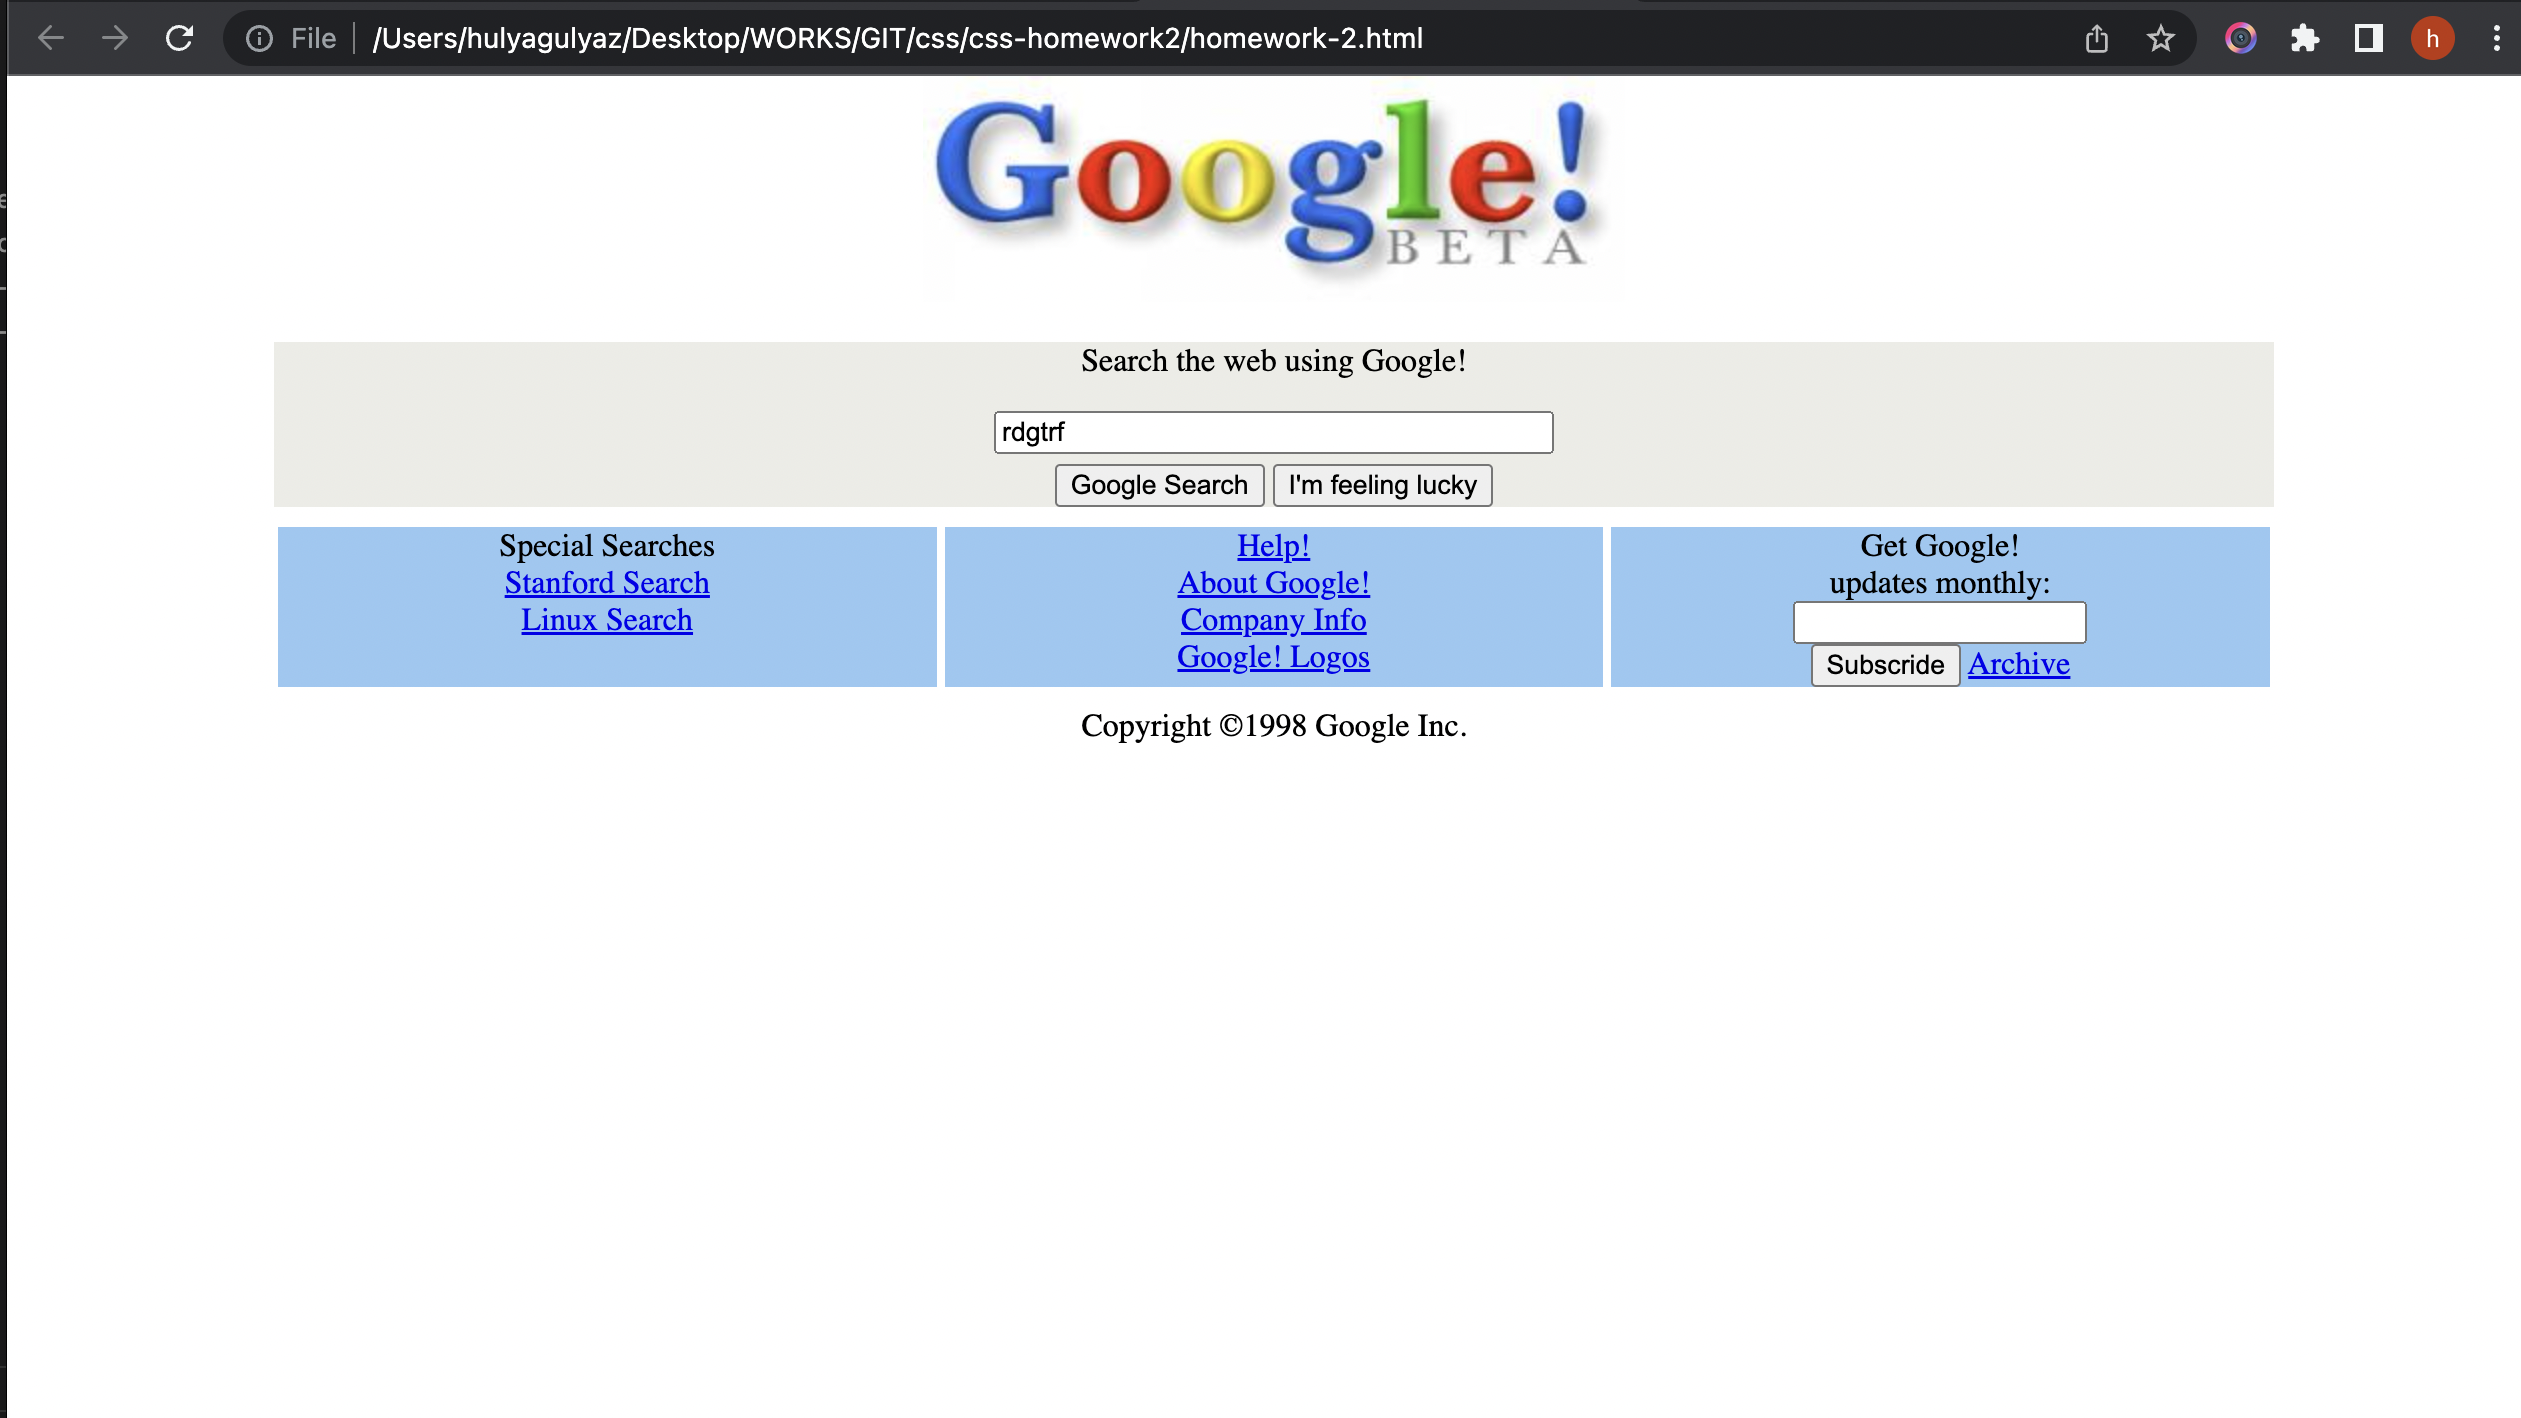 File /Users/hulyagulyaz/Desktop/WORKS/GIT/css/css-homework2/homework-2.html
h
Google!
BETA
Search the web using Google!
rdgtrf
Google Search I'm feeling lucky
Special Searches
Stanford Search
Linux Search
Help!
About Google!
Company Info
Google! Logos
Get Google!
updates monthly:
Subscride Archive
Copyright ©1998 Google Inc.